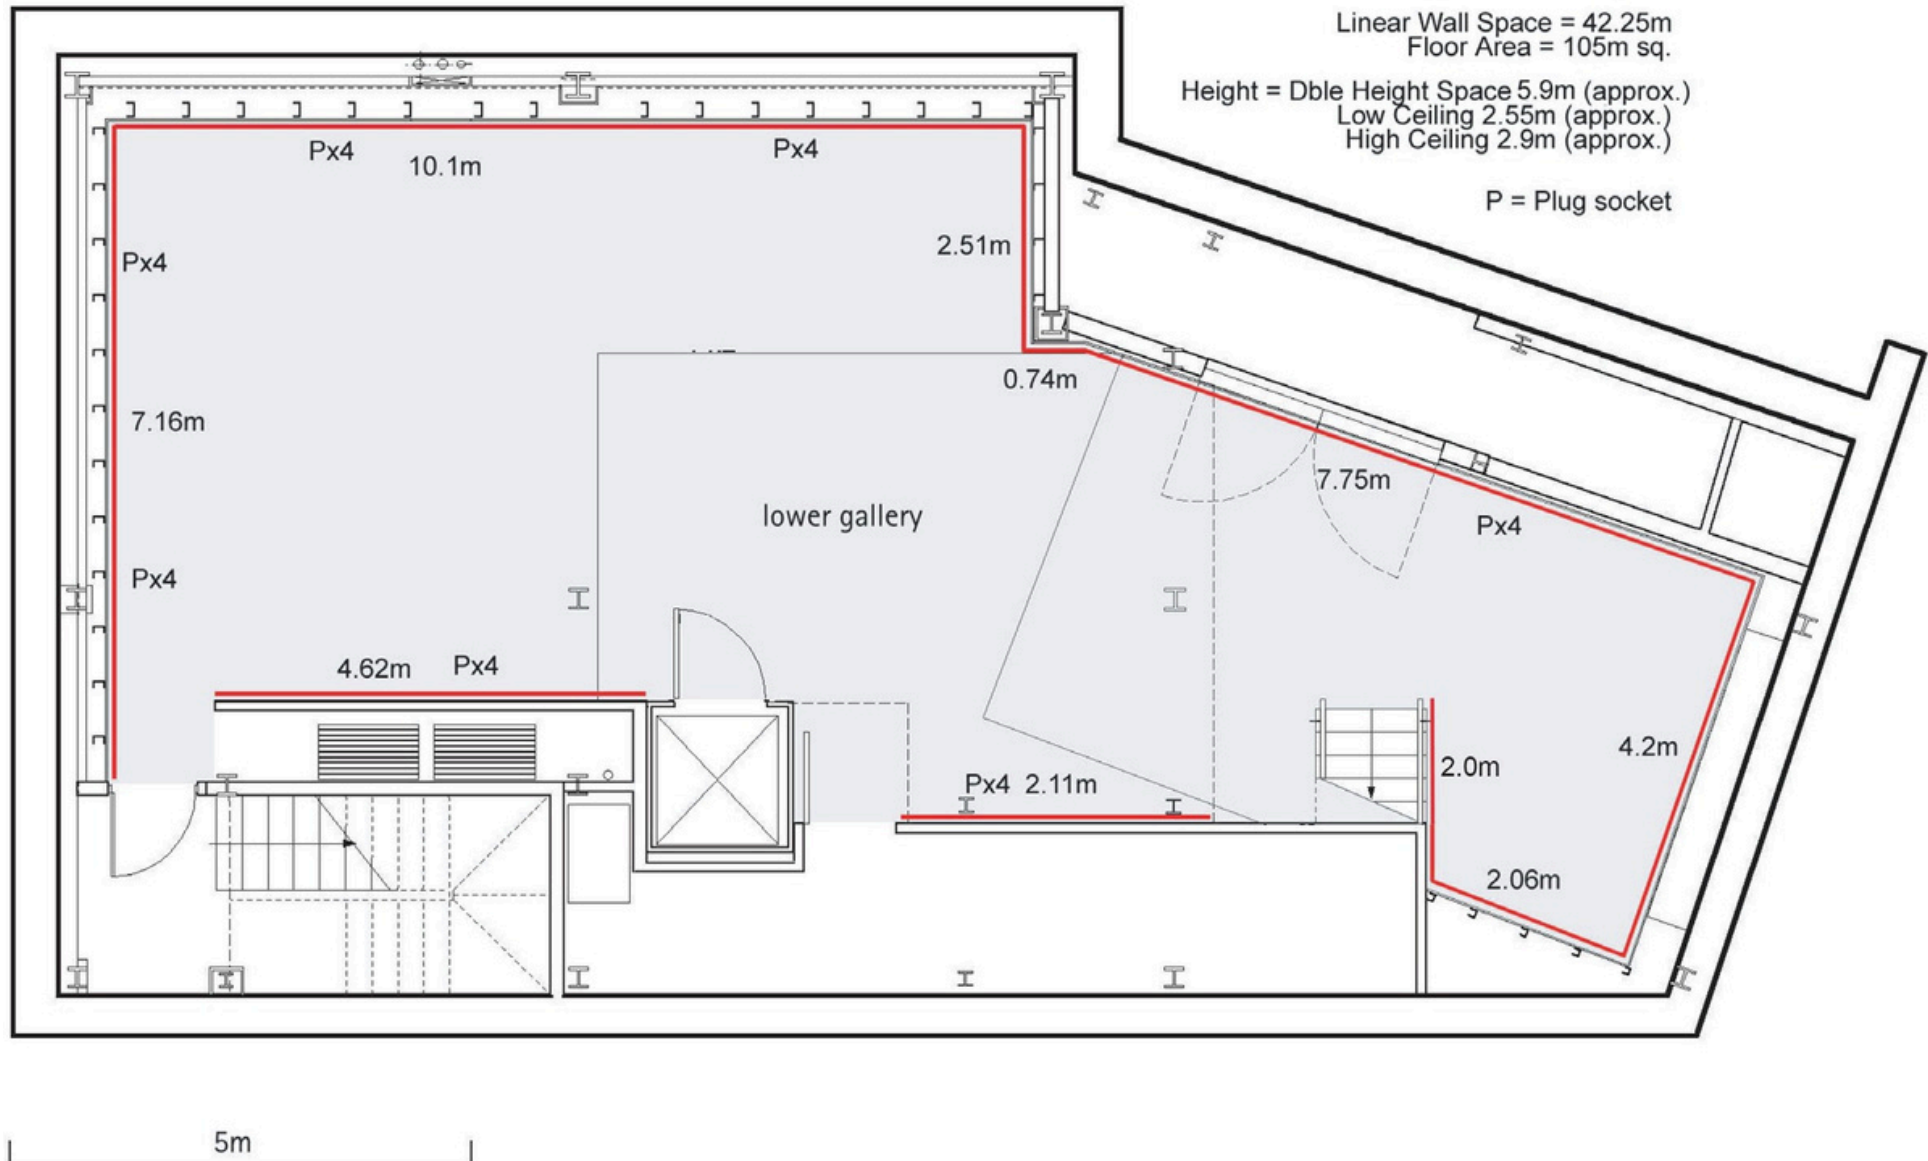 Linear Wall Space = 42.25m
Floor Area = 105m sq.
Height = Dble Height Space 5.9m (approx.)
Low Ceiling 2.55m (approx.)
High Ceiling 2.9m (approx.)
P = Plug socket
Px4
10.1m
Px4
2.51m
Px4
0.74m
7.16m
7.75m
lower gallery
Px4
Px4
4.62m
Px4
4.2m
2.0m
Px4 2.11m
2.06m
5m